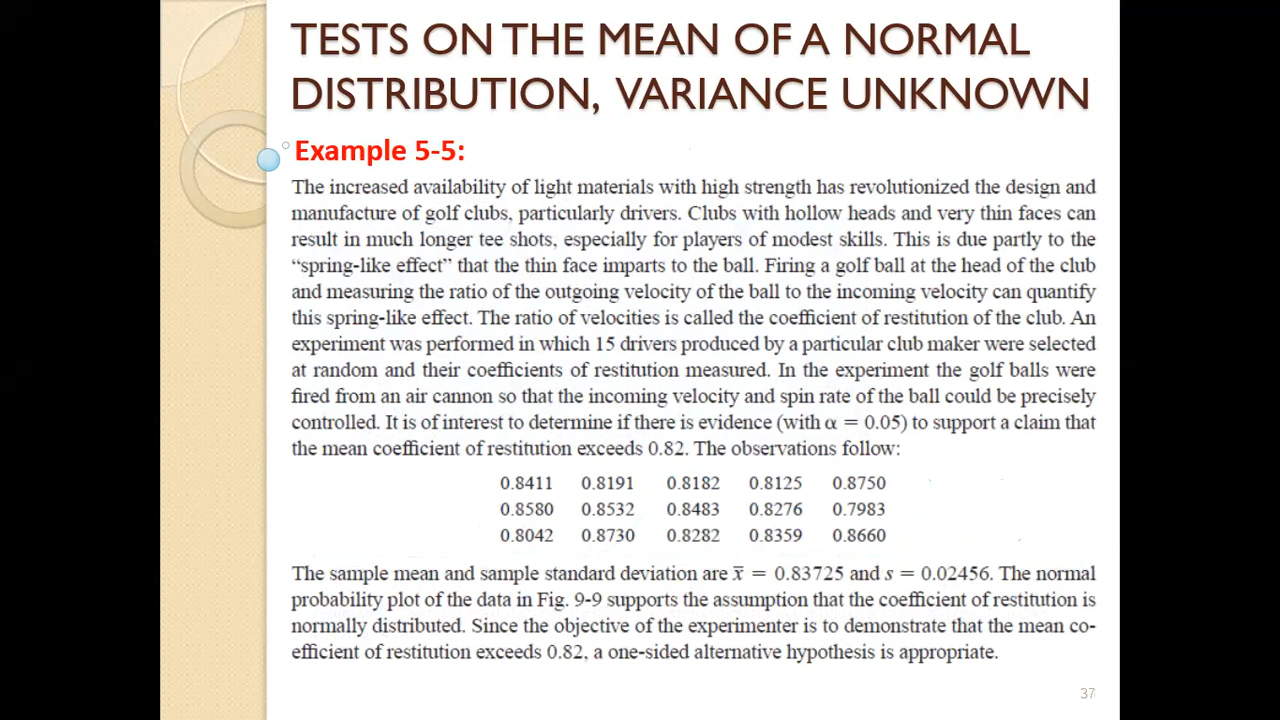 TESTS ON THE MEAN OF A NORMAL
DISTRIBUTION, VARIANCE UNKNOWN
Example 5-5:
The increased availability of light materials with high strength has revolutionized the design and
manufacture of golf clubs, particularly drivers. Clubs with hollow heads and very thin faces can
result in much longer tee shots, especially for players of modest skills. This is due partly to the
“spring-like effect” that the thin face imparts to the ball. Firing a golf ball at the head of the club
and measuring the ratio of the outgoing velocity of the ball to the incoming velocity can quantify
this spring-like effect. The ratio of velocities is called the coefficient of restitution of the club. An
experiment was performed in which 15 drivers produced by a particular club maker were selected
at random and their coefficients of restitution measured. In the experiment the golf balls were
fired from an air cannon so that the incoming velocity and spin rate of the ball could be precisely
controlled. It is of interest to determine if there is evidence (with α = 0.05) to support a claim that
the mean coefficient of restitution exceeds 0.82. The observations follow:
0.8411 0.8191 0.8182 0.8125 0.8750
0.8580 0.8532 0.8483 0.8276 0.7983
0.8042 0.8730 0.8282 0.8359 0.8660
The sample mean and sample standard deviation are x̅ = 0.83725 and s = 0.02456. The normal
probability plot of the data in Fig. 9-9 supports the assumption that the coefficient of restitution is
normally distributed. Since the objective of the experimenter is to demonstrate that the mean co-
efficient of restitution exceeds 0.82, a one-sided alternative hypothesis is appropriate.
37